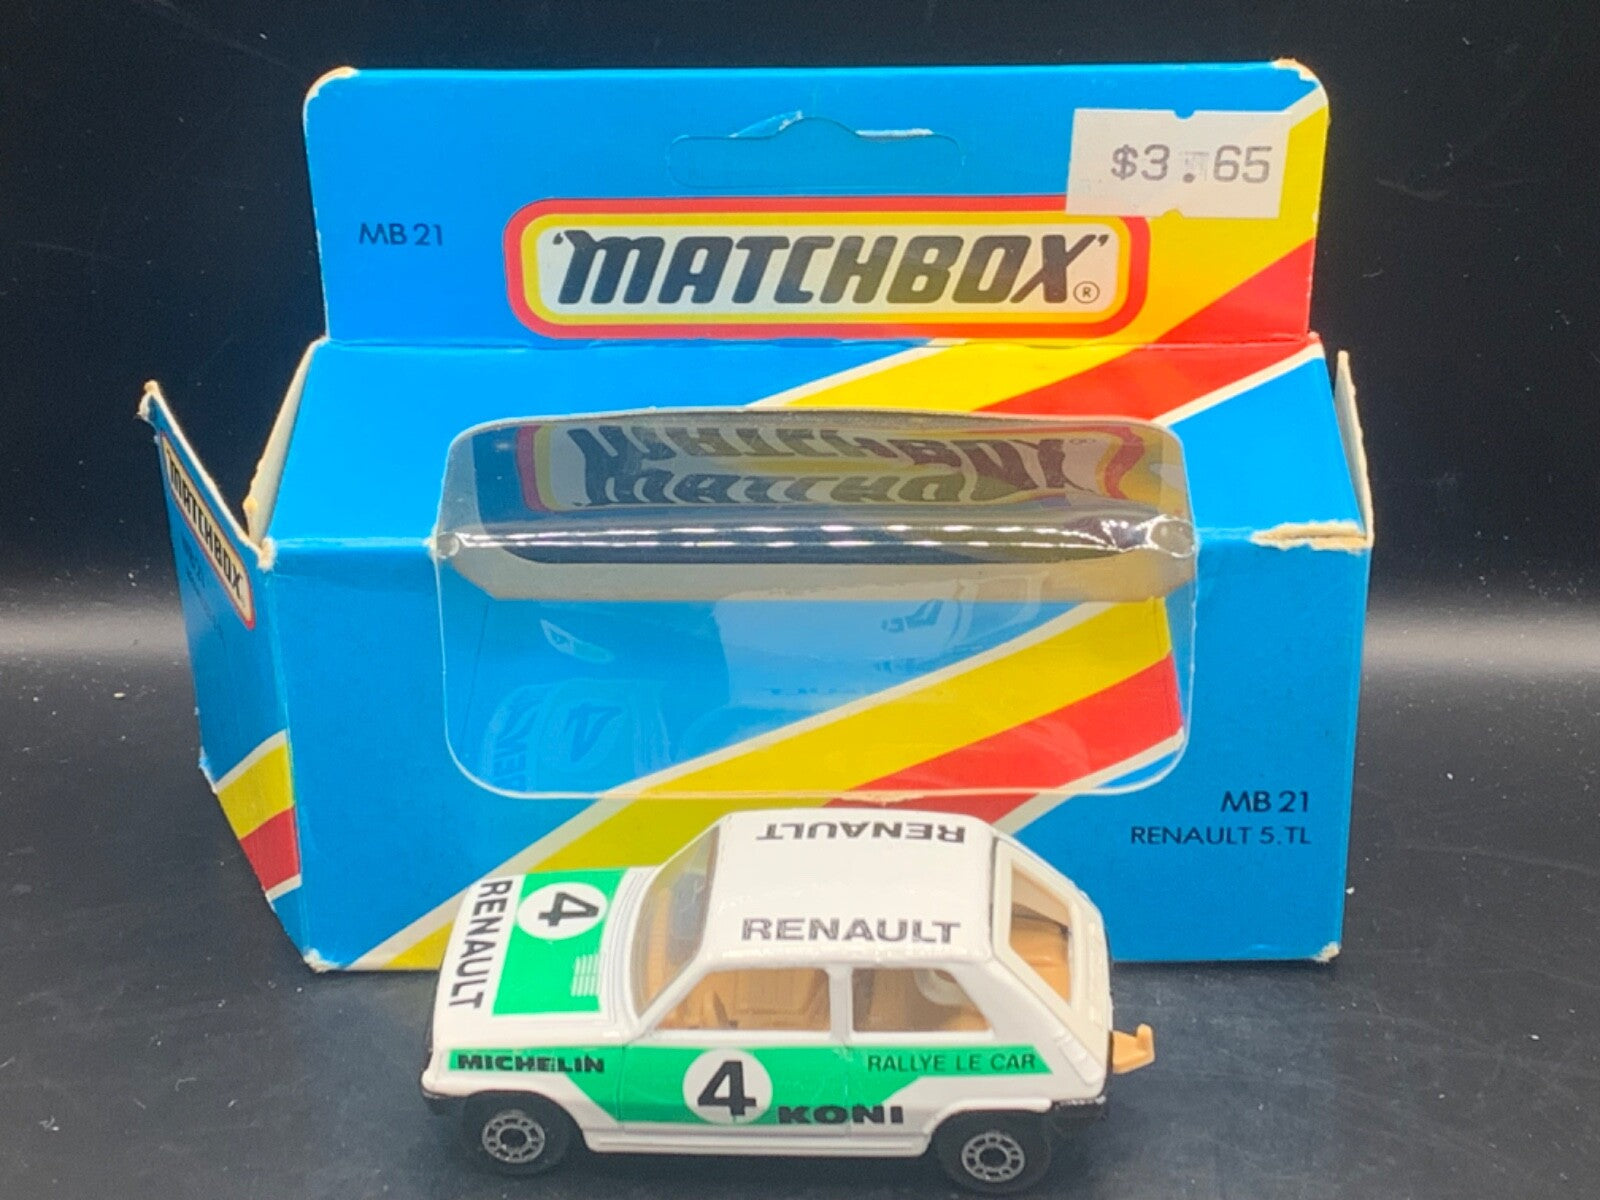 $3.65
MB 21
'MATCHBOX'®
MATCHBOX
MB 21
RENAULT 5.TL
RENAULT
RENAULT
4
RENAULT
MICHELIN
4
RALLYE LE CAR
KONI